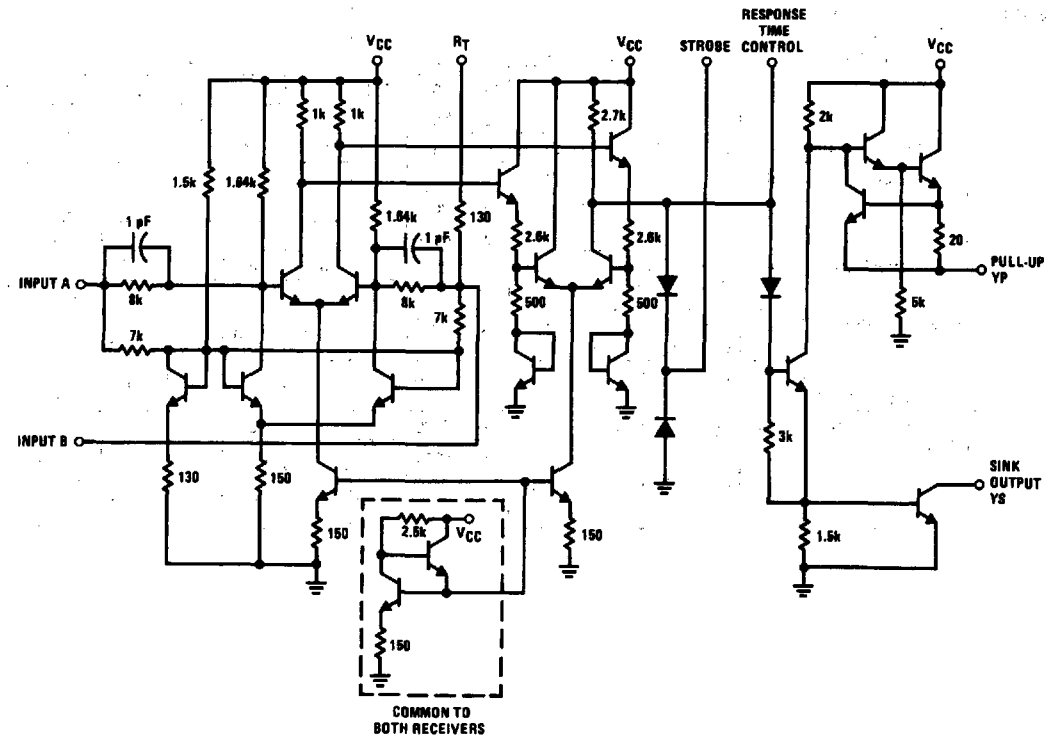 RESPONSE
TIME
CONTROL
STROBE
VCC
RT
VCC
VCC
1k
1k
2.7k
2k
1.5k
1.64k
1.64k
130
1 pF
1 pF
2.6k
2.6k
20
INPUT A
8k
8k
PULL-UP
YP
7k
7k
500
500
5k
INPUT B
130
150
3k
SINK
OUTPUT
YS
150
2.5k
VCC
150
1.5k
150
COMMON TO
BOTH RECEIVERS